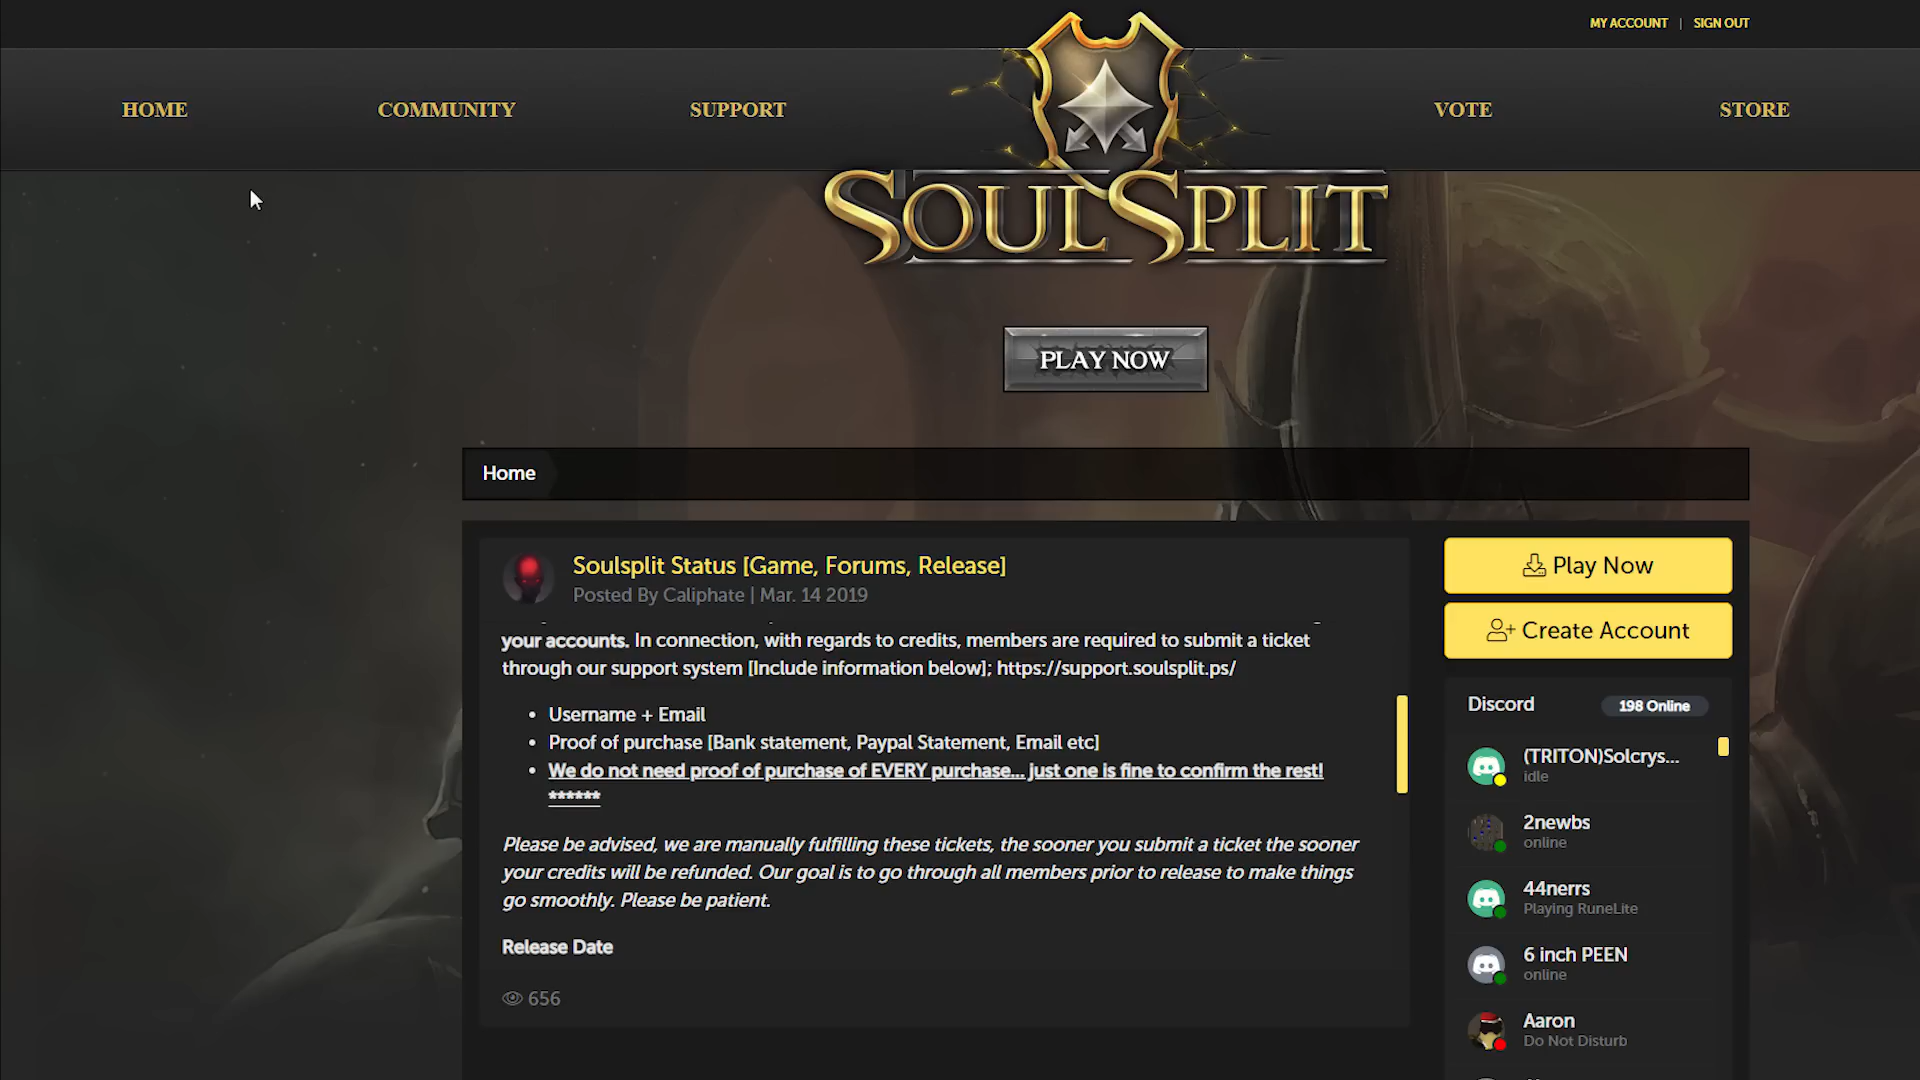 MY ACCOUNT | SIGN OUT
HOME COMMUNITY SUPPORT VOTE STORE
SOULSPLIT
PLAY NOW
Home
Soulsplit Status [Game, Forums, Release]
Posted By Caliphate | Mar. 14 2019
your accounts. In connection, with regards to credits, members are required to submit a ticket
through our support system [Include information below]; https://support.soulsplit.ps/
• Username + Email
• Proof of purchase [Bank statement, Paypal Statement, Email etc]
• We do not need proof of purchase of EVERY purchase... just one is fine to confirm the rest!
******
Please be advised, we are manually fulfilling these tickets, the sooner you submit a ticket the sooner
your credits will be refunded. Our goal is to go through all members prior to release to make things
go smoothly. Please be patient.
Release Date
656
Play Now
Create Account
Discord 198 Online
(TRITON)Solcrys...
idle
2newbs
online
44nerrs
Playing RuneLite
6 inch PEEN
online
Aaron
Do Not Disturb